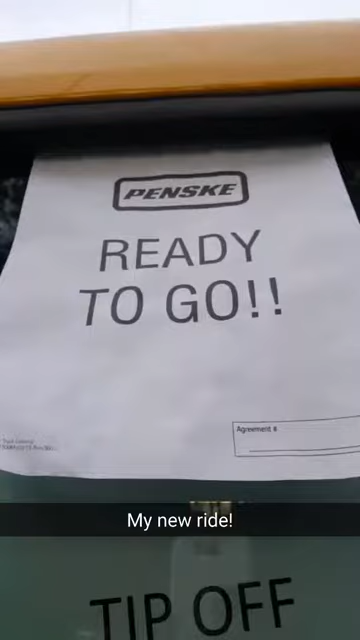 PENSKE
READY
TO GO!!
Agreement #
My new ride!
TIP OFF